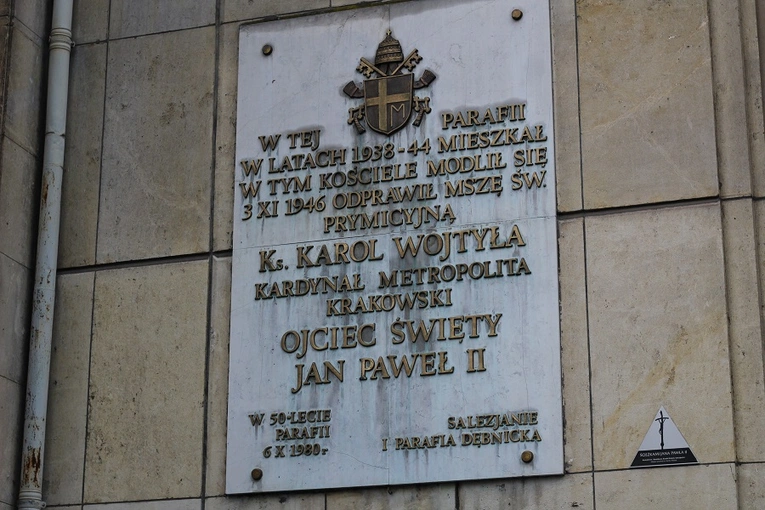 M
W TEJ PARAFII
W LATACH 1938-44 MIESZKAŁ
W TYM KOŚCIELE MODLIŁ SIĘ
3 XI 1946 ODPRAWIŁ MSZĘ ŚW.
PRYMICYJNĄ
Ks. KAROL WOJTYŁA
KARDYNAŁ METROPOLITA
KRAKOWSKI
OJCIEC ŚWIĘTY
JAN PAWEŁ II
W 50-LECIE
PARAFII
6 X 1980 R.
SALEZJANIE
I PARAFIA DĘBNICKA